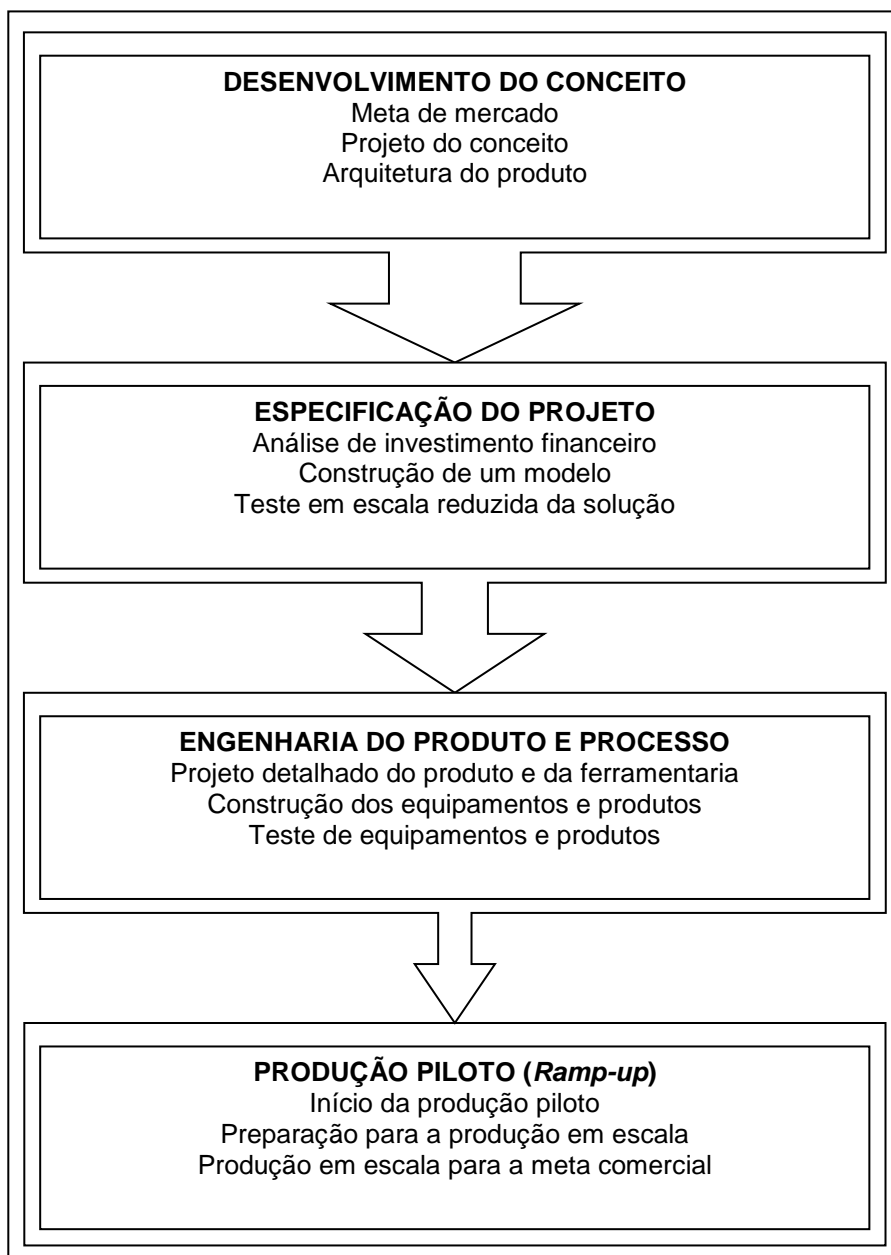 DESENVOLVIMENTO DO CONCEITO
Meta de mercado
Projeto do conceito
Arquitetura do produto
ESPECIFICAÇÃO DO PROJETO
Análise de investimento financeiro
Construção de um modelo
Teste em escala reduzida da solução
ENGENHARIA DO PRODUTO E PROCESSO
Projeto detalhado do produto e da ferramentaria
Construção dos equipamentos e produtos
Teste de equipamentos e produtos
PRODUÇÃO PILOTO (Ramp-up)
Início da produção piloto
Preparação para a produção em escala
Produção em escala para a meta comercial